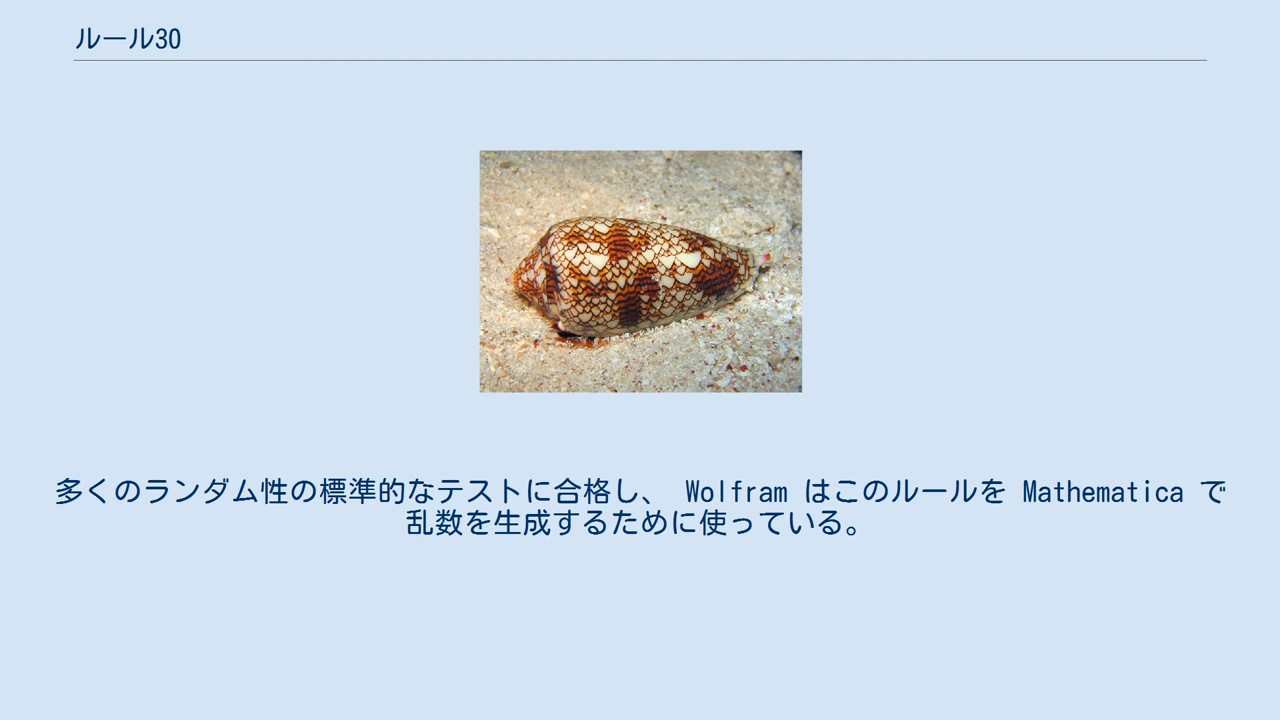 ルール30
多くのランダム性の標準的なテストに合格し、 Wolfram はこのルールを Mathematica で
乱数を生成するために使っている。